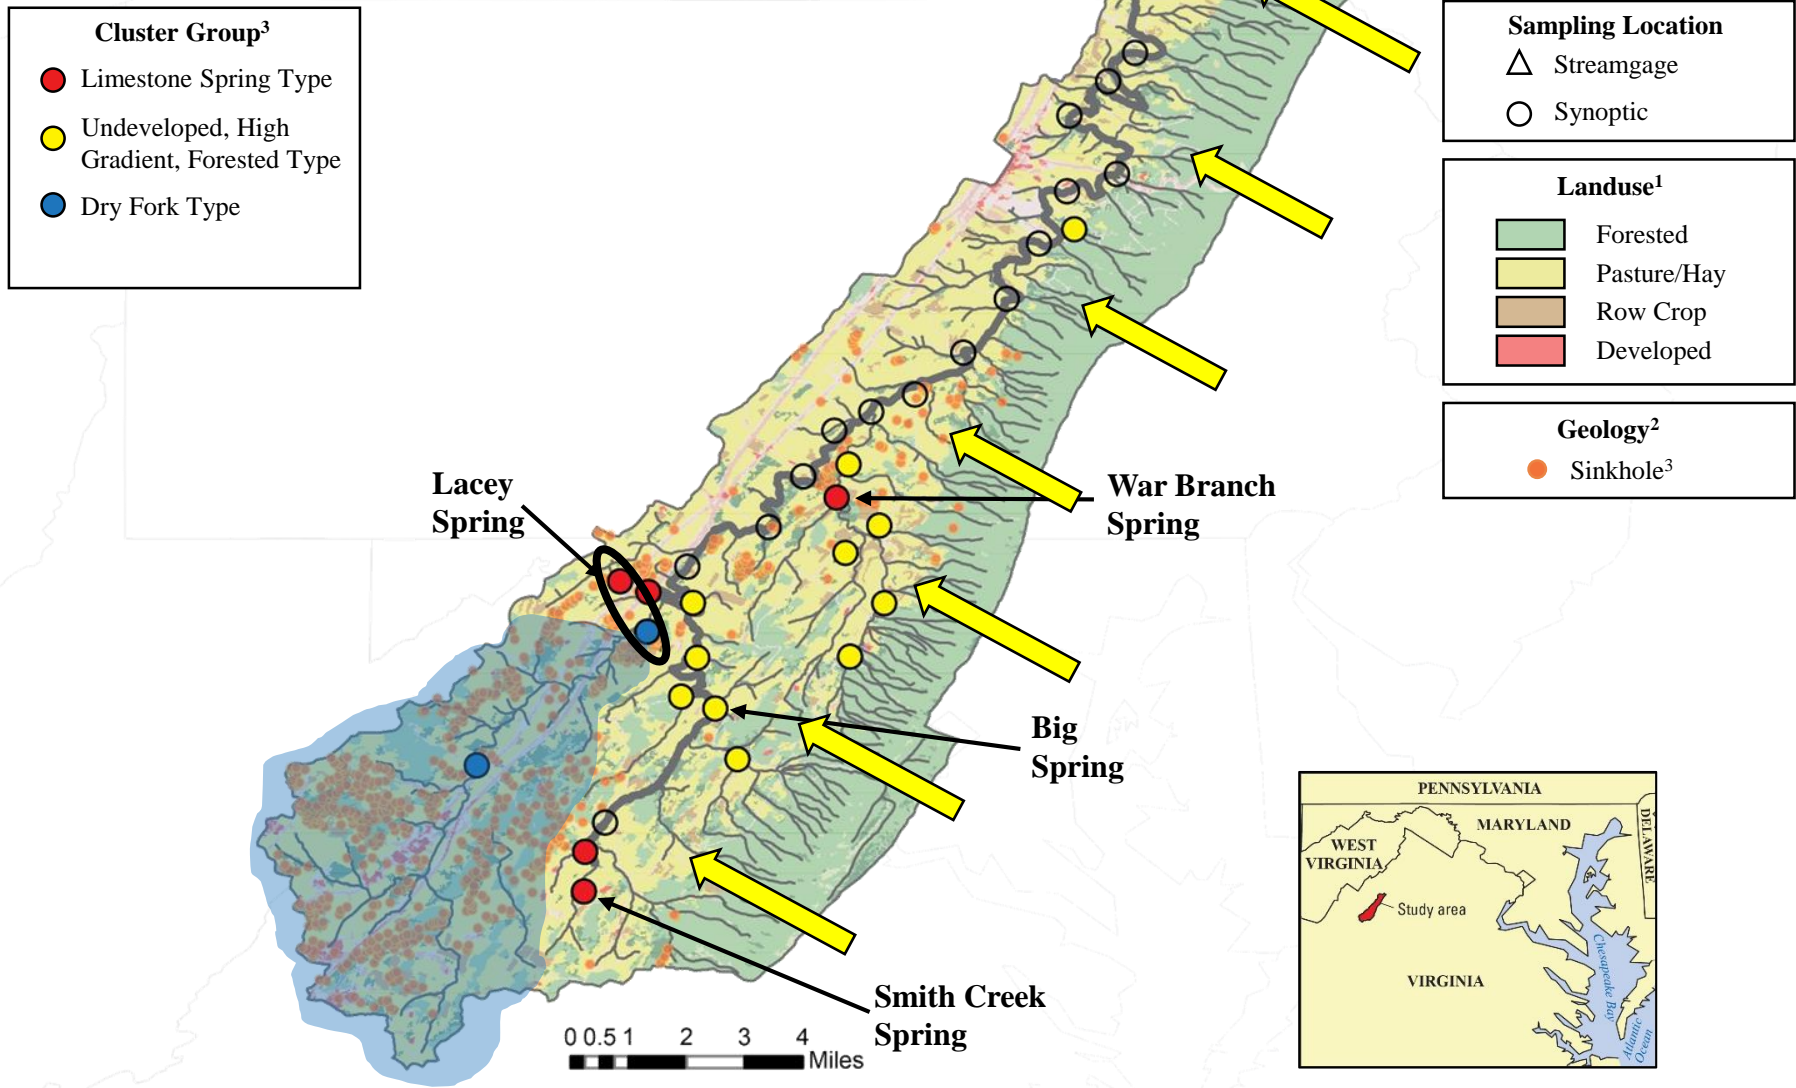 Cluster Group3
Limestone Spring Type
Undeveloped, High
Gradient, Forested Type
Dry Fork Type
Sampling Location
Streamgage
Synoptic
Landuse1
Forested
Pasture/Hay
Row Crop
Developed
Geology2
Sinkhole3
Lacey
Spring
War Branch
Spring
Big
Spring
Smith Creek
Spring
0 0.5 1 2 3 4
Miles
PENNSYLVANIA
MARYLAND
DELAWARE
WEST
VIRGINIA
Study area
VIRGINIA
Chesapeake Bay
Atlantic
Ocean